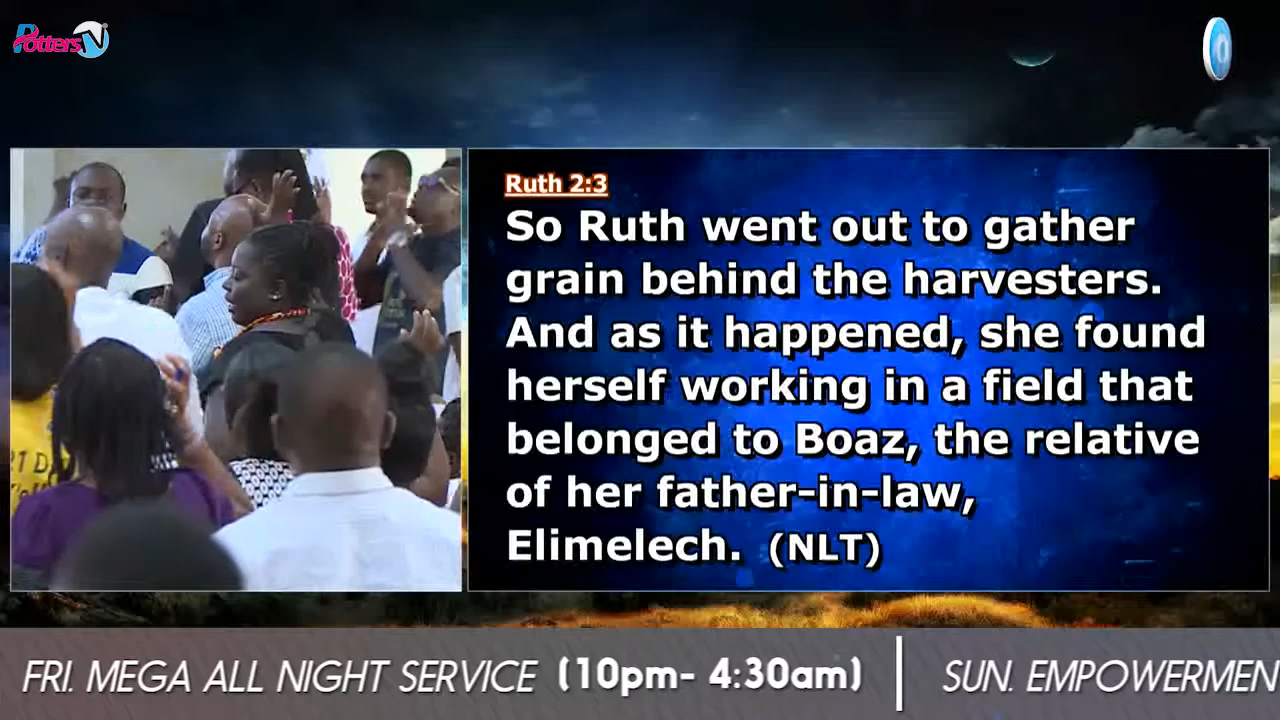 PottersTV
Ruth 2:3
So Ruth went out to gather
grain behind the harvesters.
And as it happened, she found
herself working in a field that
belonged to Boaz, the relative
of her father-in-law,
Elimelech. (NLT)
21 D
FRI. MEGA ALL NIGHT SERVICE (10pm- 4:30am) | SUN. EMPOWERMEN